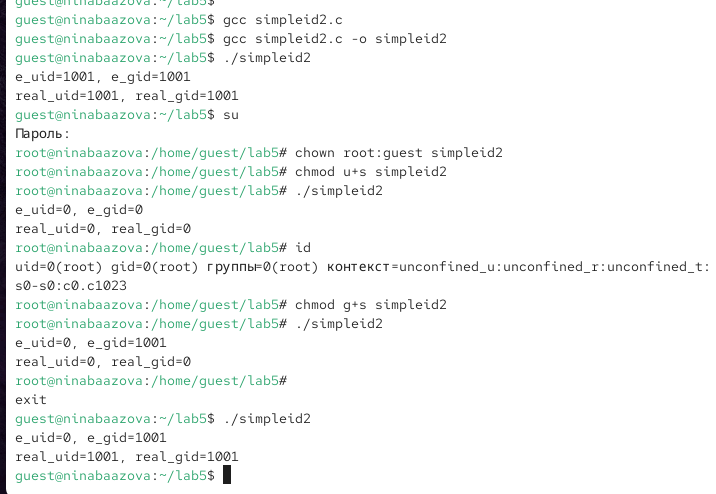 guest@ninabaazova:~/lab5$
guest@ninabaazova:~/lab5$ gcc simpleid2.c
guest@ninabaazova:~/lab5$ gcc simpleid2.c -o simpleid2
guest@ninabaazova:~/lab5$ ./simpleid2
e_uid=1001, e_gid=1001
real_uid=1001, real_gid=1001
guest@ninabaazova:~/lab5$ su
Пароль:
root@ninabaazova:/home/guest/lab5# chown root:guest simpleid2
root@ninabaazova:/home/guest/lab5# chmod u+s simpleid2
root@ninabaazova:/home/guest/lab5# ./simpleid2
e_uid=0, e_gid=0
real_uid=0, real_gid=0
root@ninabaazova:/home/guest/lab5# id
uid=0(root) gid=0(root) группы=0(root) контекст=unconfined_u:unconfined_r:unconfined_t:
s0-s0:c0.c1023
root@ninabaazova:/home/guest/lab5# chmod g+s simpleid2
root@ninabaazova:/home/guest/lab5# ./simpleid2
e_uid=0, e_gid=1001
real_uid=0, real_gid=0
root@ninabaazova:/home/guest/lab5#
exit
guest@ninabaazova:~/lab5$ ./simpleid2
e_uid=0, e_gid=1001
real_uid=1001, real_gid=1001
guest@ninabaazova:~/lab5$